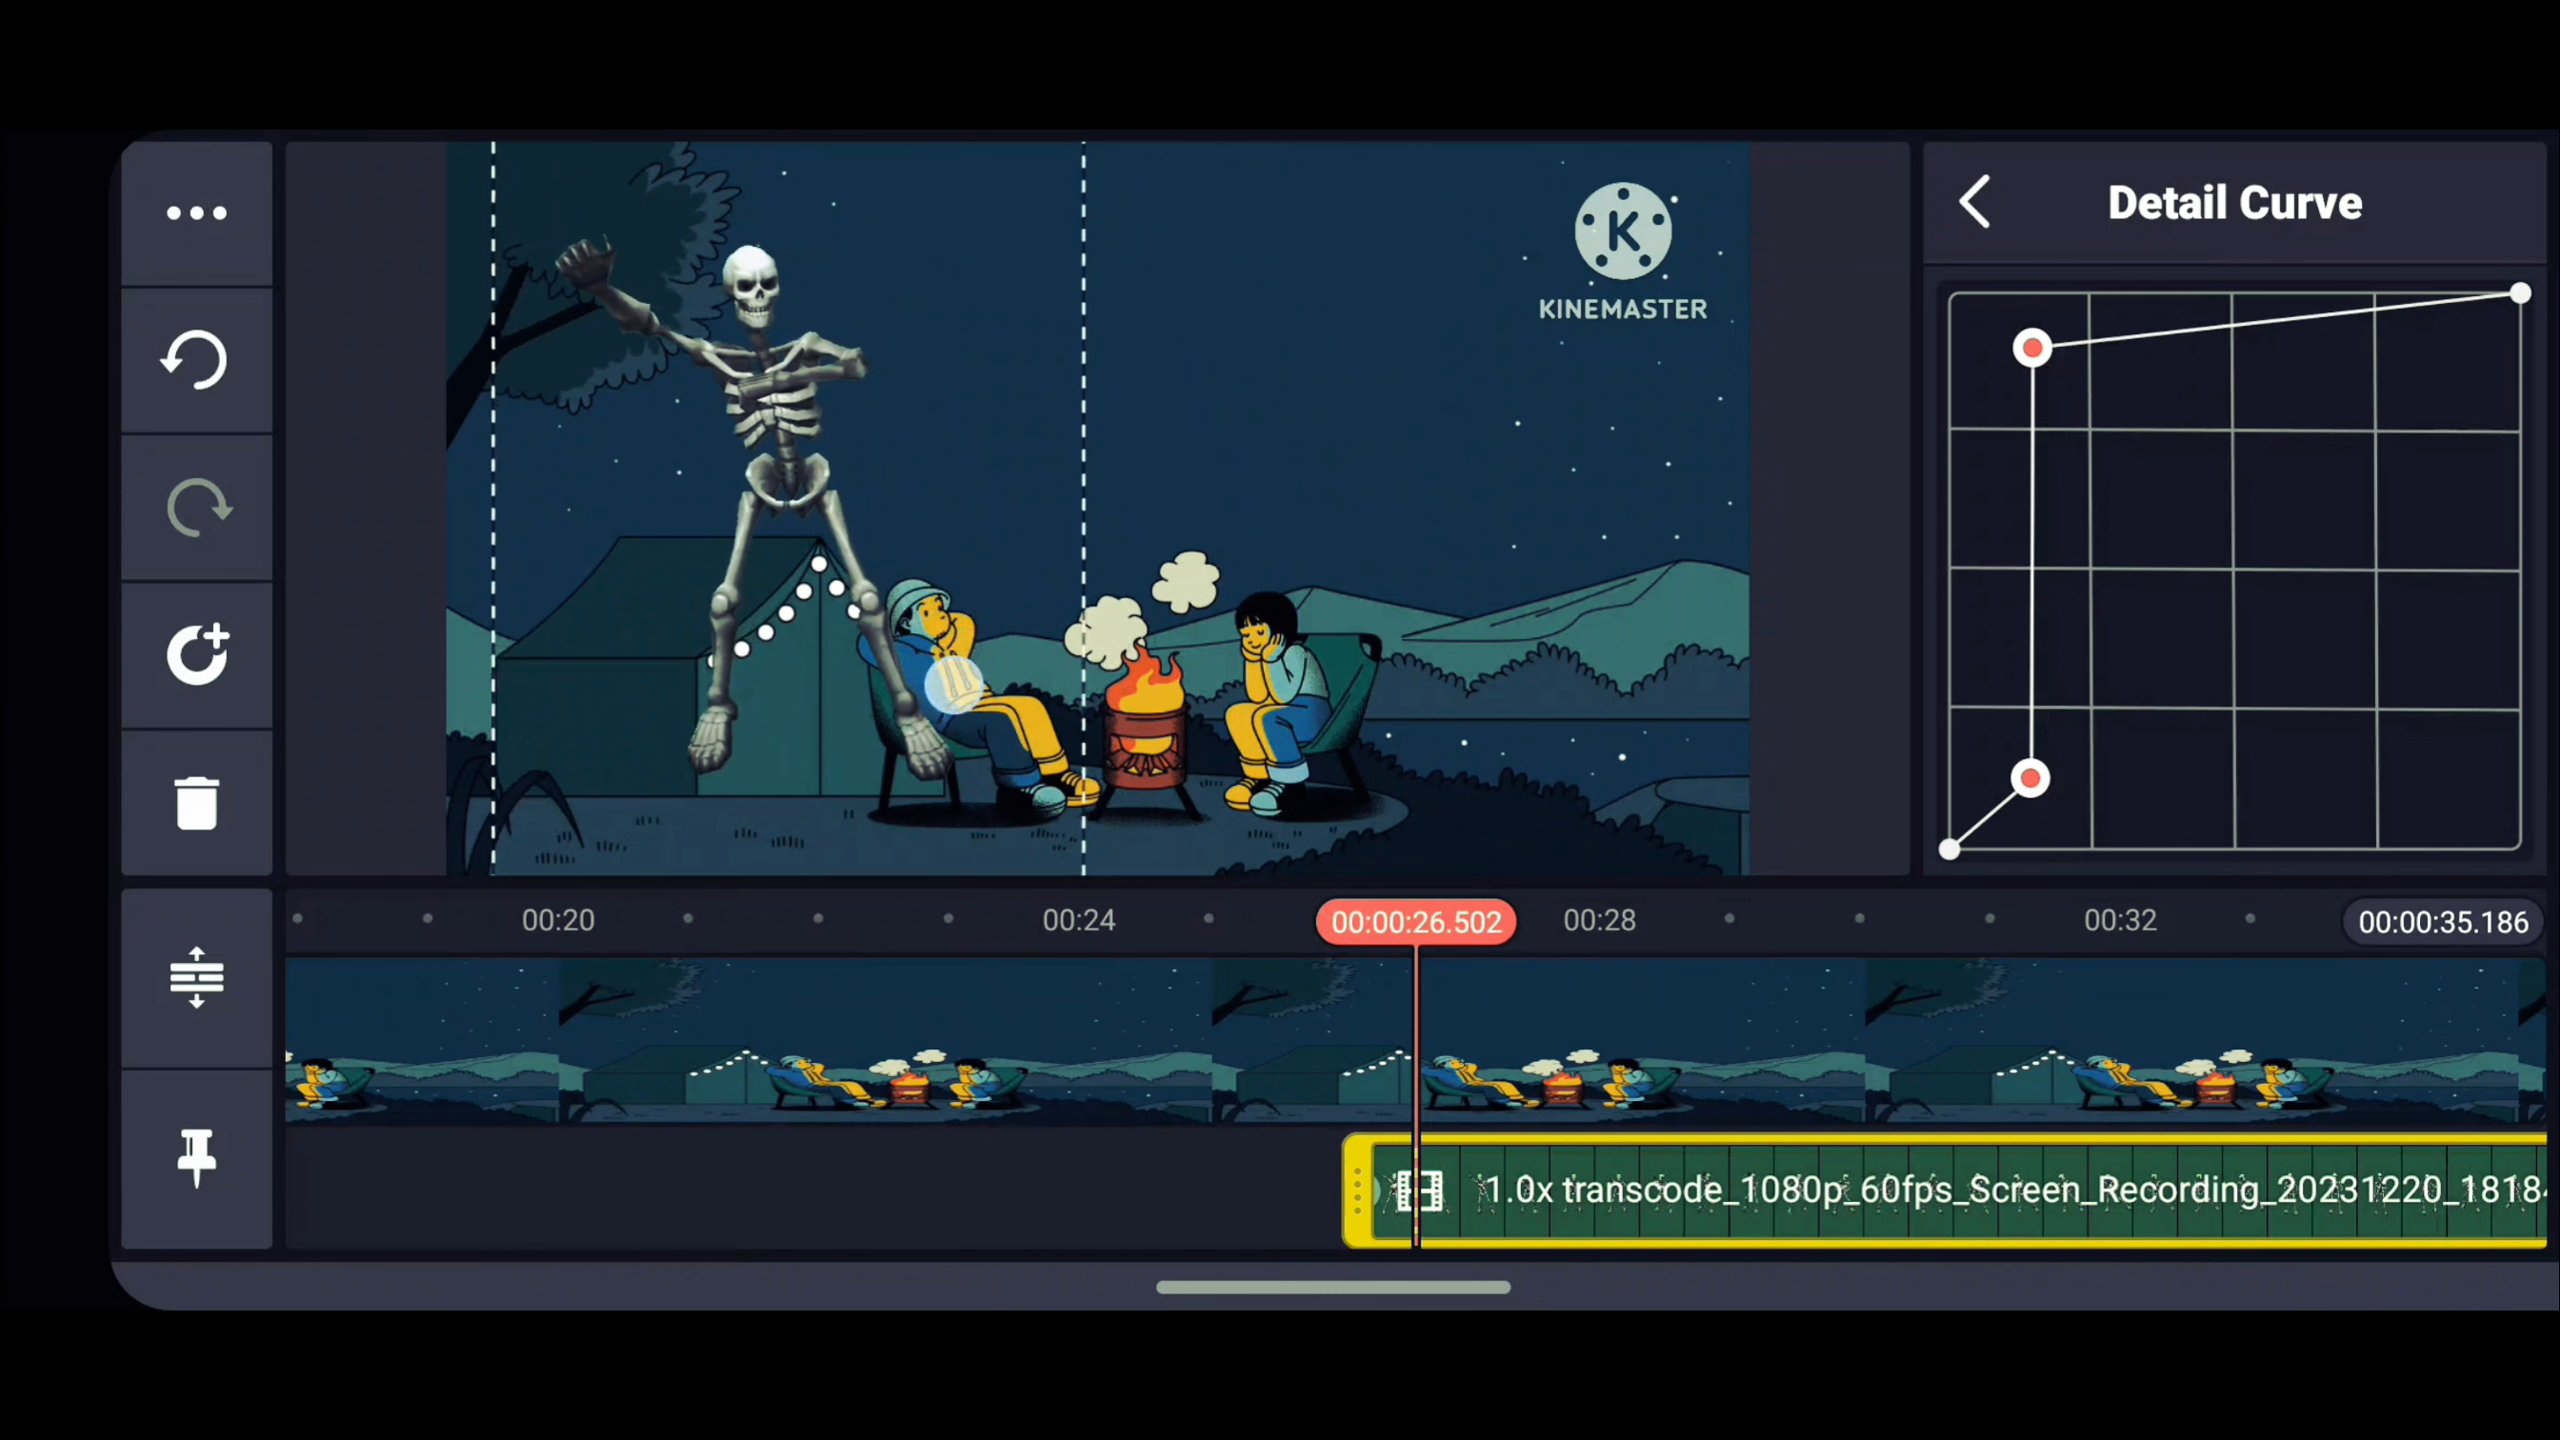 K
KINEMASTER
Detail Curve
00:20
00:24
00:00:26.502
00:28
00:32
00:00:35.186
1.0x transcode_1080p_60fps_Screen_Recording_20231220_1818